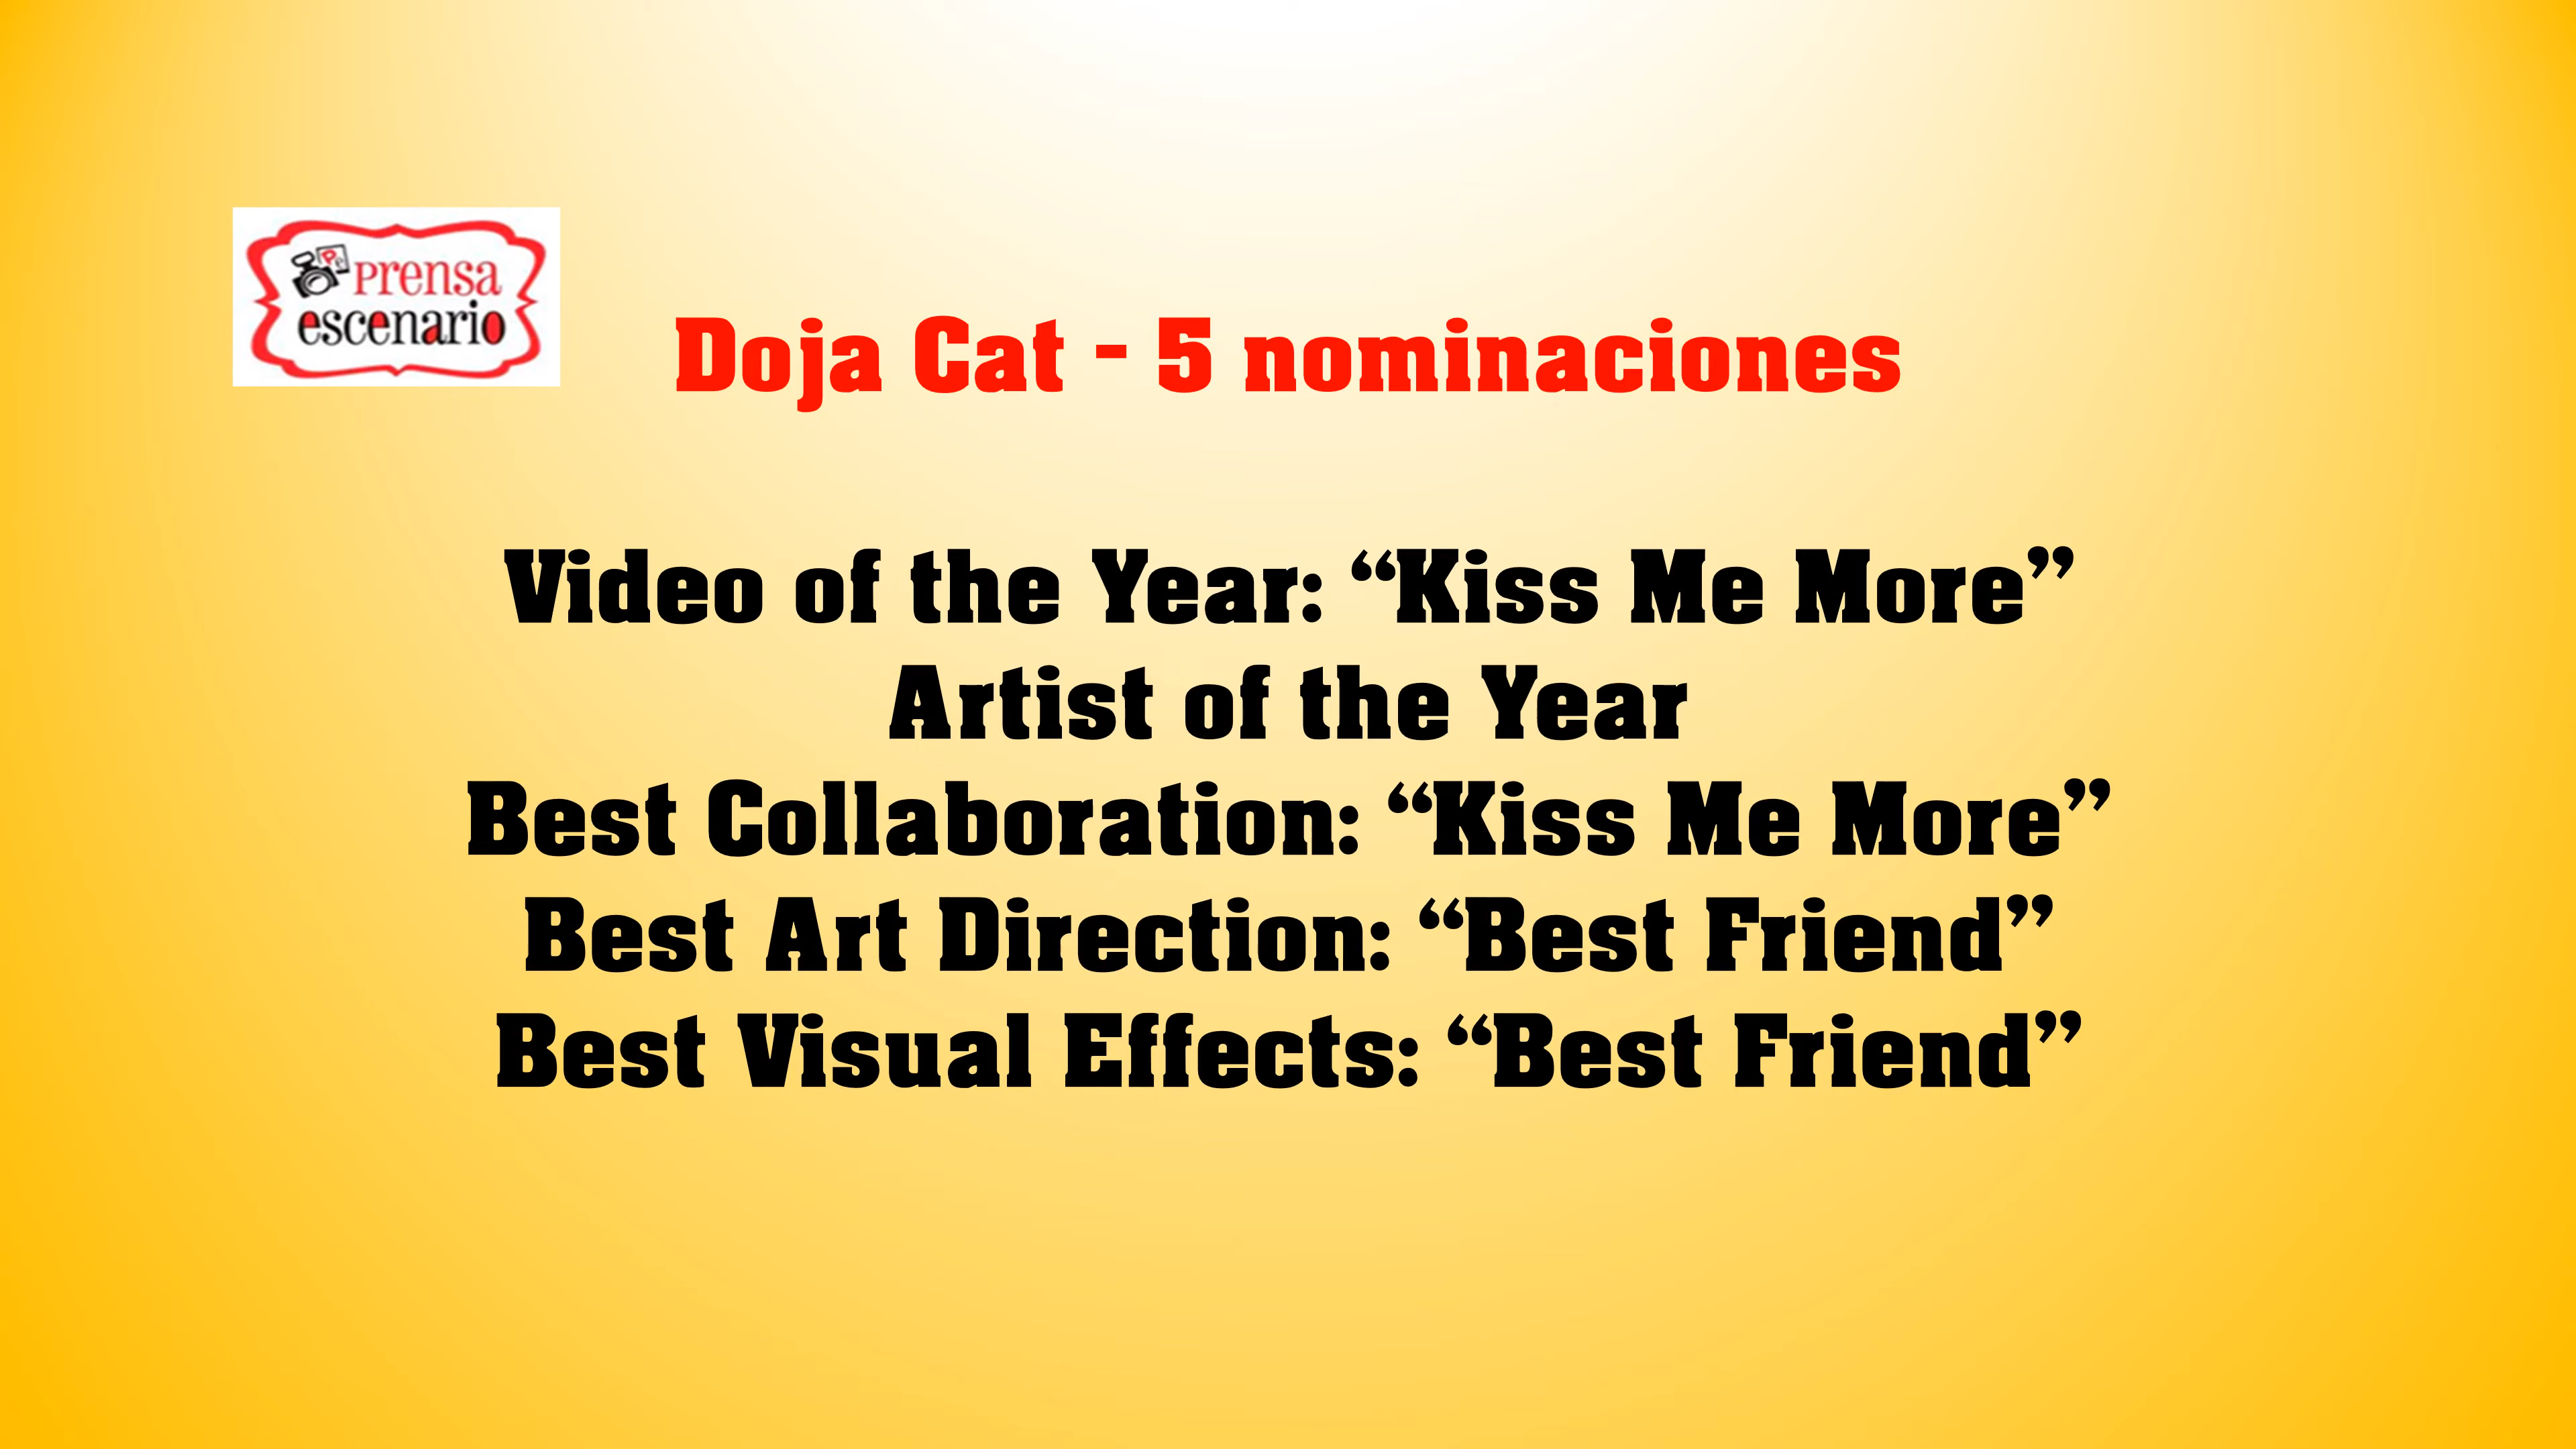 Pe
prensa
escenario
Doja Cat - 5 nominaciones
Video of the Year: “Kiss Me More”
Artist of the Year
Best Collaboration: “Kiss Me More”
Best Art Direction: “Best Friend”
Best Visual Effects: “Best Friend”